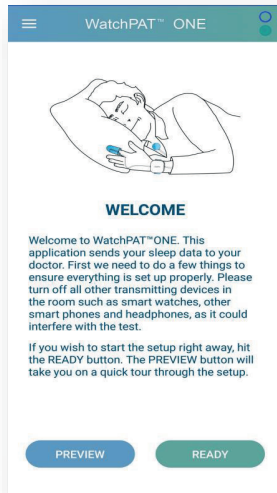 WatchPAT™ ONE
WELCOME
Welcome to WatchPAT™ONE. This
application sends your sleep data to your
doctor. First we need to do a few things to
ensure everything is set up properly. Please
turn off all other transmitting devices in
the room such as smart watches, other
smart phones and headphones, as it could
interfere with the test.
If you wish to start the setup right away, hit
the READY button. The PREVIEW button will
take you on a quick tour through the setup.
PREVIEW READY